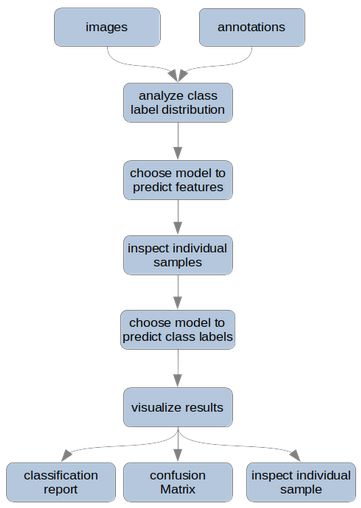 images
annotations
analyze class
label distribution
choose model to
predict features
inspect individual
samples
choose model to
predict class labels
visualize results
classification
report
confusion
Matrix
inspect individual
sample